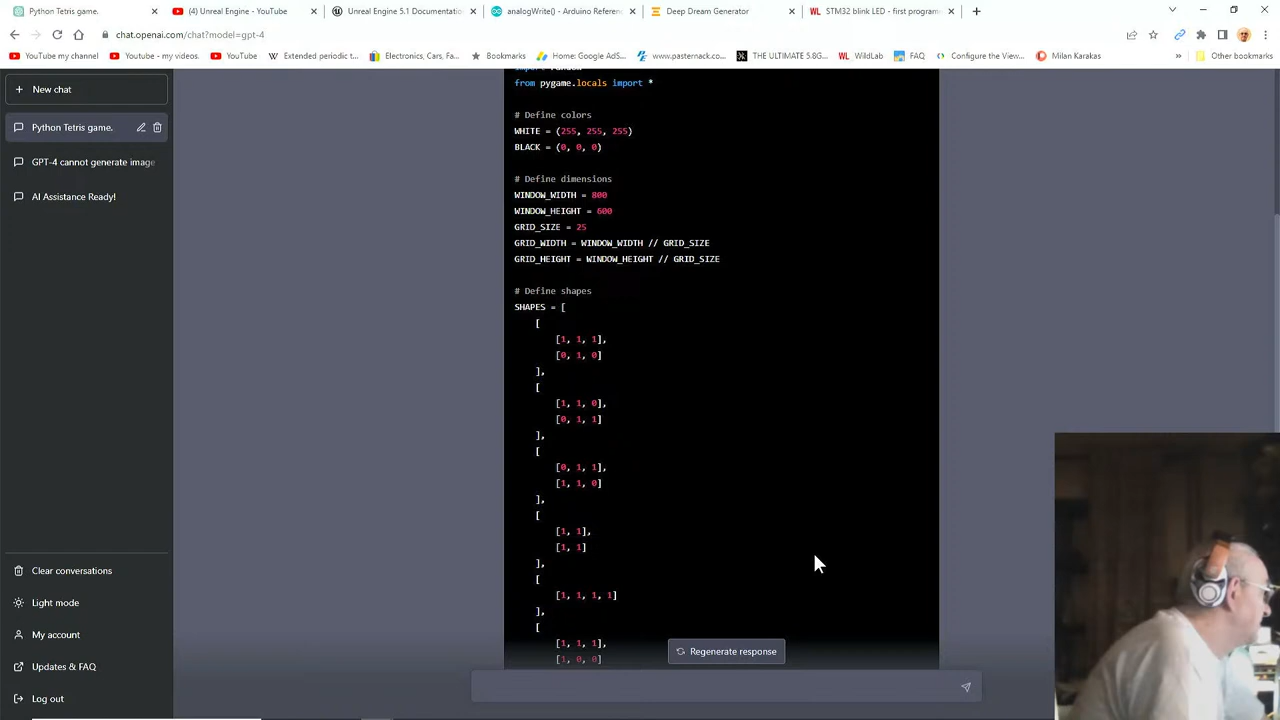 Python Tetris game.
(4) Unreal Engine - YouTube
Unreal Engine 5.1 Documentatio
analogWrite() - Arduino Referenc
Deep Dream Generator
STM32 blink LED - first program
chat.openai.com/chat?model=gpt-4
YouTube my channel
Youtube - my videos
YouTube
Extended periodic t
Electronics, Cars,...
Bookmarks
Home: Google AdS...
www.pasternack.co...
THE ULTIMATE 5.8G...
WildLab
FAQ
Configure the View...
Milan Karakas
»
Other bookmarks
New chat
Python Tetris game.
GPT-4 cannot generate image
AI Assistance Ready!
from pygame.locals import *
# Define colors
WHITE = (255, 255, 255)
BLACK = (0, 0, 0)
# Define dimensions
WINDOW_WIDTH = 800
WINDOW_HEIGHT = 600
GRID_SIZE = 25
GRID_WIDTH = WINDOW_WIDTH // GRID_SIZE
GRID_HEIGHT = WINDOW_HEIGHT // GRID_SIZE
# Define shapes
SHAPES = [
[
[1, 1, 1],
[0, 1, 0]
],
[
[1, 1, 0],
[0, 1, 1]
],
[
[0, 1, 1],
[1, 1, 0]
],
[
[1, 1],
[1, 1]
],
[
[1, 1, 1, 1]
],
[
[1, 1, 1],
[1, 0, 0]
Regenerate response
Clear conversations
Light mode
My account
Updates & FAQ
Log out